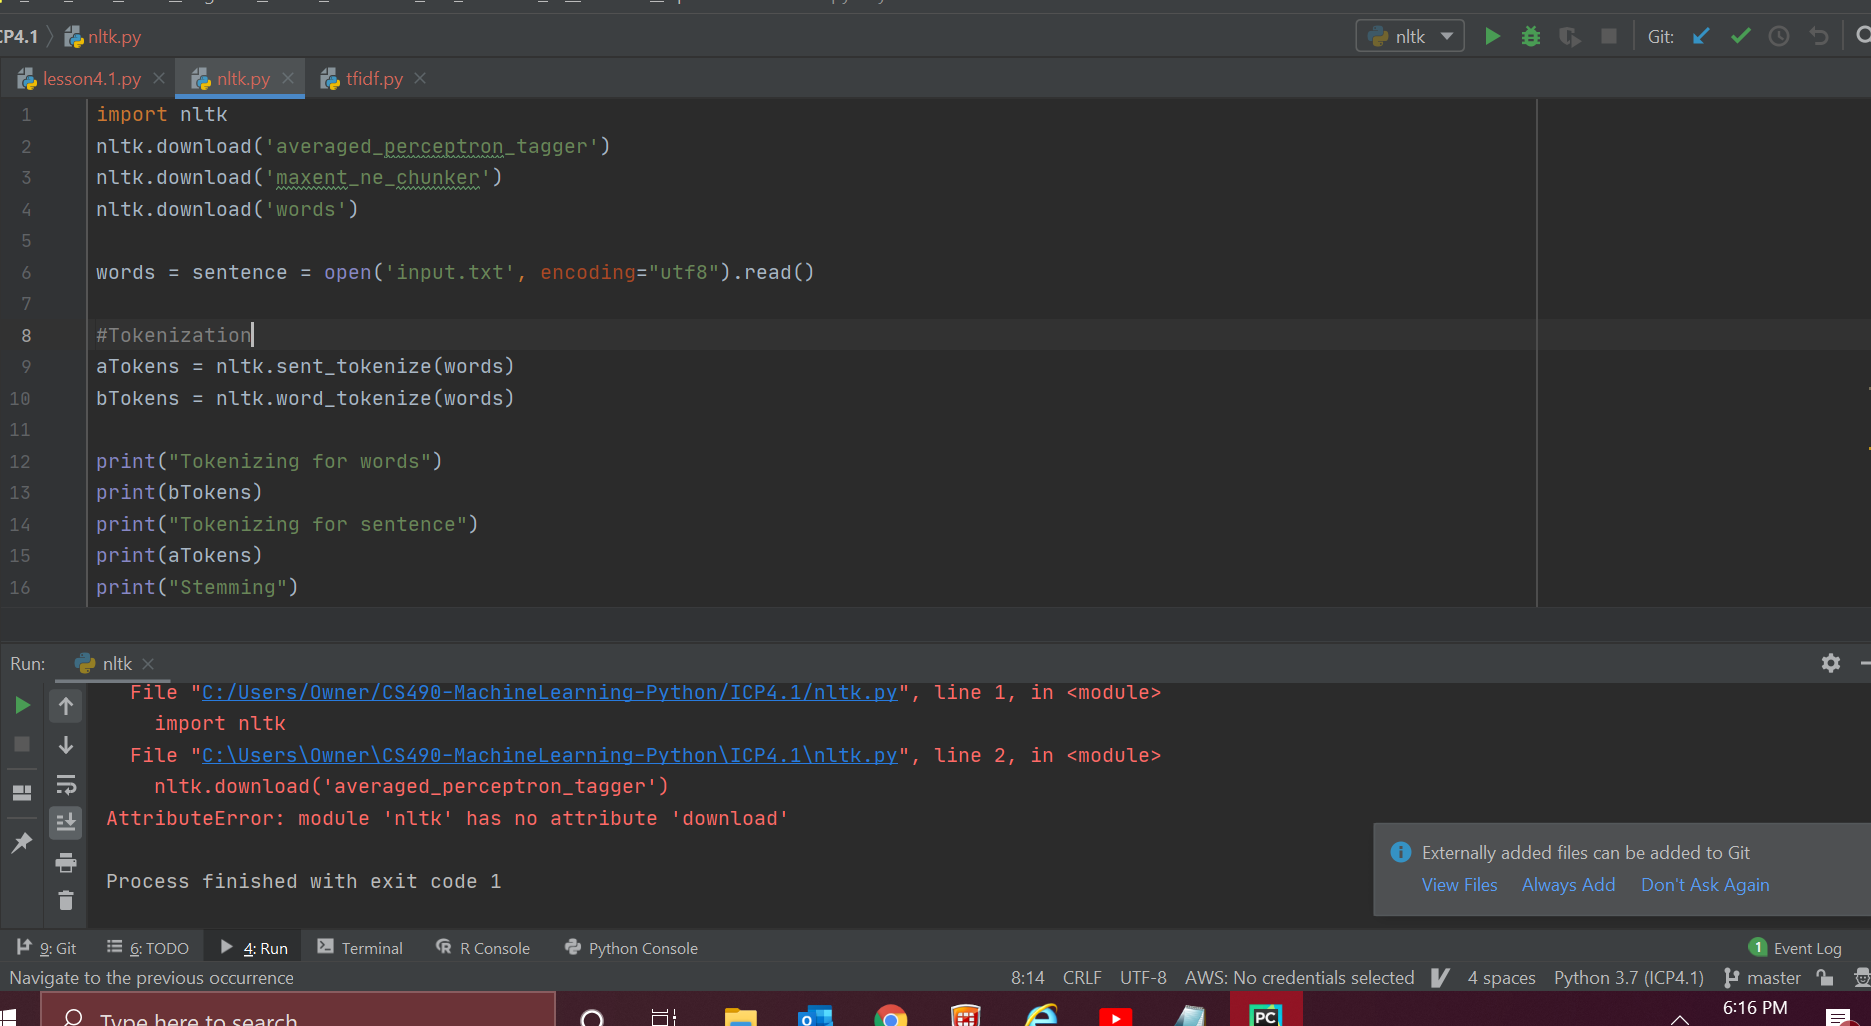 CP4.1 nltk.py nltk Git:
lesson4.1.py nltk.py tfidf.py
1 import nltk
2 nltk.download('averaged_perceptron_tagger')
3 nltk.download('maxent_ne_chunker')
4 nltk.download('words')
5
6 words = sentence = open('input.txt', encoding="utf8").read()
7
8 #Tokenization
9 aTokens = nltk.sent_tokenize(words)
10 bTokens = nltk.word_tokenize(words)
11
12 print("Tokenizing for words")
13 print(bTokens)
14 print("Tokenizing for sentence")
15 print(aTokens)
16 print("Stemming")
Run: nltk
File "C:/Users/Owner/CS490-MachineLearning-Python/ICP4.1/nltk.py", line 1, in <module>
import nltk
File "C:\Users\Owner\CS490-MachineLearning-Python\ICP4.1\nltk.py", line 2, in <module>
nltk.download('averaged_perceptron_tagger')
AttributeError: module 'nltk' has no attribute 'download'
Process finished with exit code 1
Externally added files can be added to Git
View Files Always Add Don't Ask Again
9: Git 6: TODO 4: Run Terminal R Console Python Console 1 Event Log
Navigate to the previous occurrence 8:14 CRLF UTF-8 AWS: No credentials selected 4 spaces Python 3.7 (ICP4.1) master
Type here to search PC 6:16 PM